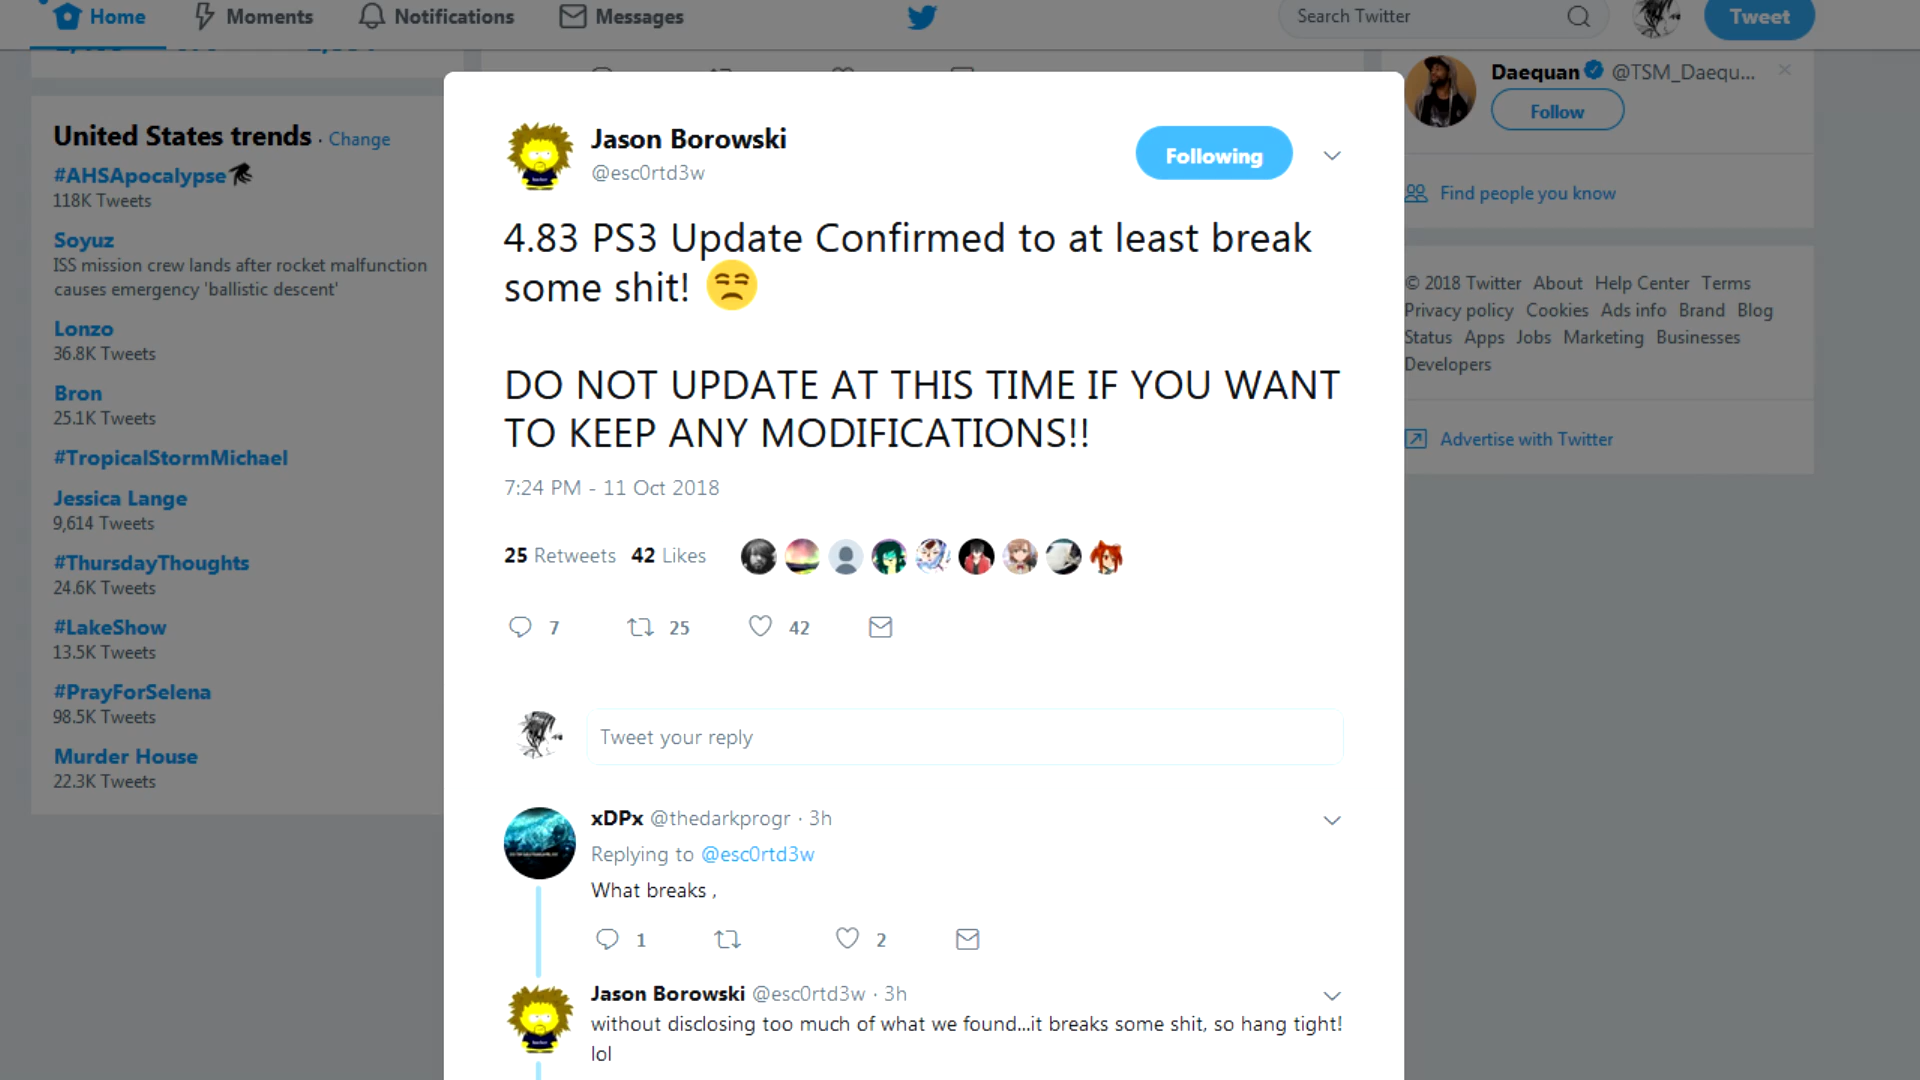 Home
Moments
Notifications
Messages
Search Twitter
Tweet
United States trends · Change
#AHSApocalypse
118K Tweets
Soyuz
ISS mission crew lands after rocket malfunction
causes emergency 'ballistic descent'
Lonzo
36.8K Tweets
Bron
25.1K Tweets
#TropicalStormMichael
Jessica Lange
9,614 Tweets
#ThursdayThoughts
24.6K Tweets
#LakeShow
13.5K Tweets
#PrayForSelena
98.5K Tweets
Murder House
22.3K Tweets
Jason Borowski
@esc0rtd3w
Following
4.83 PS3 Update Confirmed to at least break
some shit! 😒
DO NOT UPDATE AT THIS TIME IF YOU WANT
TO KEEP ANY MODIFICATIONS!!
7:24 PM - 11 Oct 2018
25 Retweets 42 Likes
7 25 42
Tweet your reply
xDPx @thedarkprogr · 3h
Replying to @esc0rtd3w
What breaks ,
1 2
Jason Borowski @esc0rtd3w · 3h
without disclosing too much of what we found...it breaks some shit, so hang tight!
lol
Daequan @TSM_Daequ...
Follow
Find people you know
© 2018 Twitter About Help Center Terms
Privacy policy Cookies Ads info Brand Blog
Status Apps Jobs Marketing Businesses
Developers
Advertise with Twitter